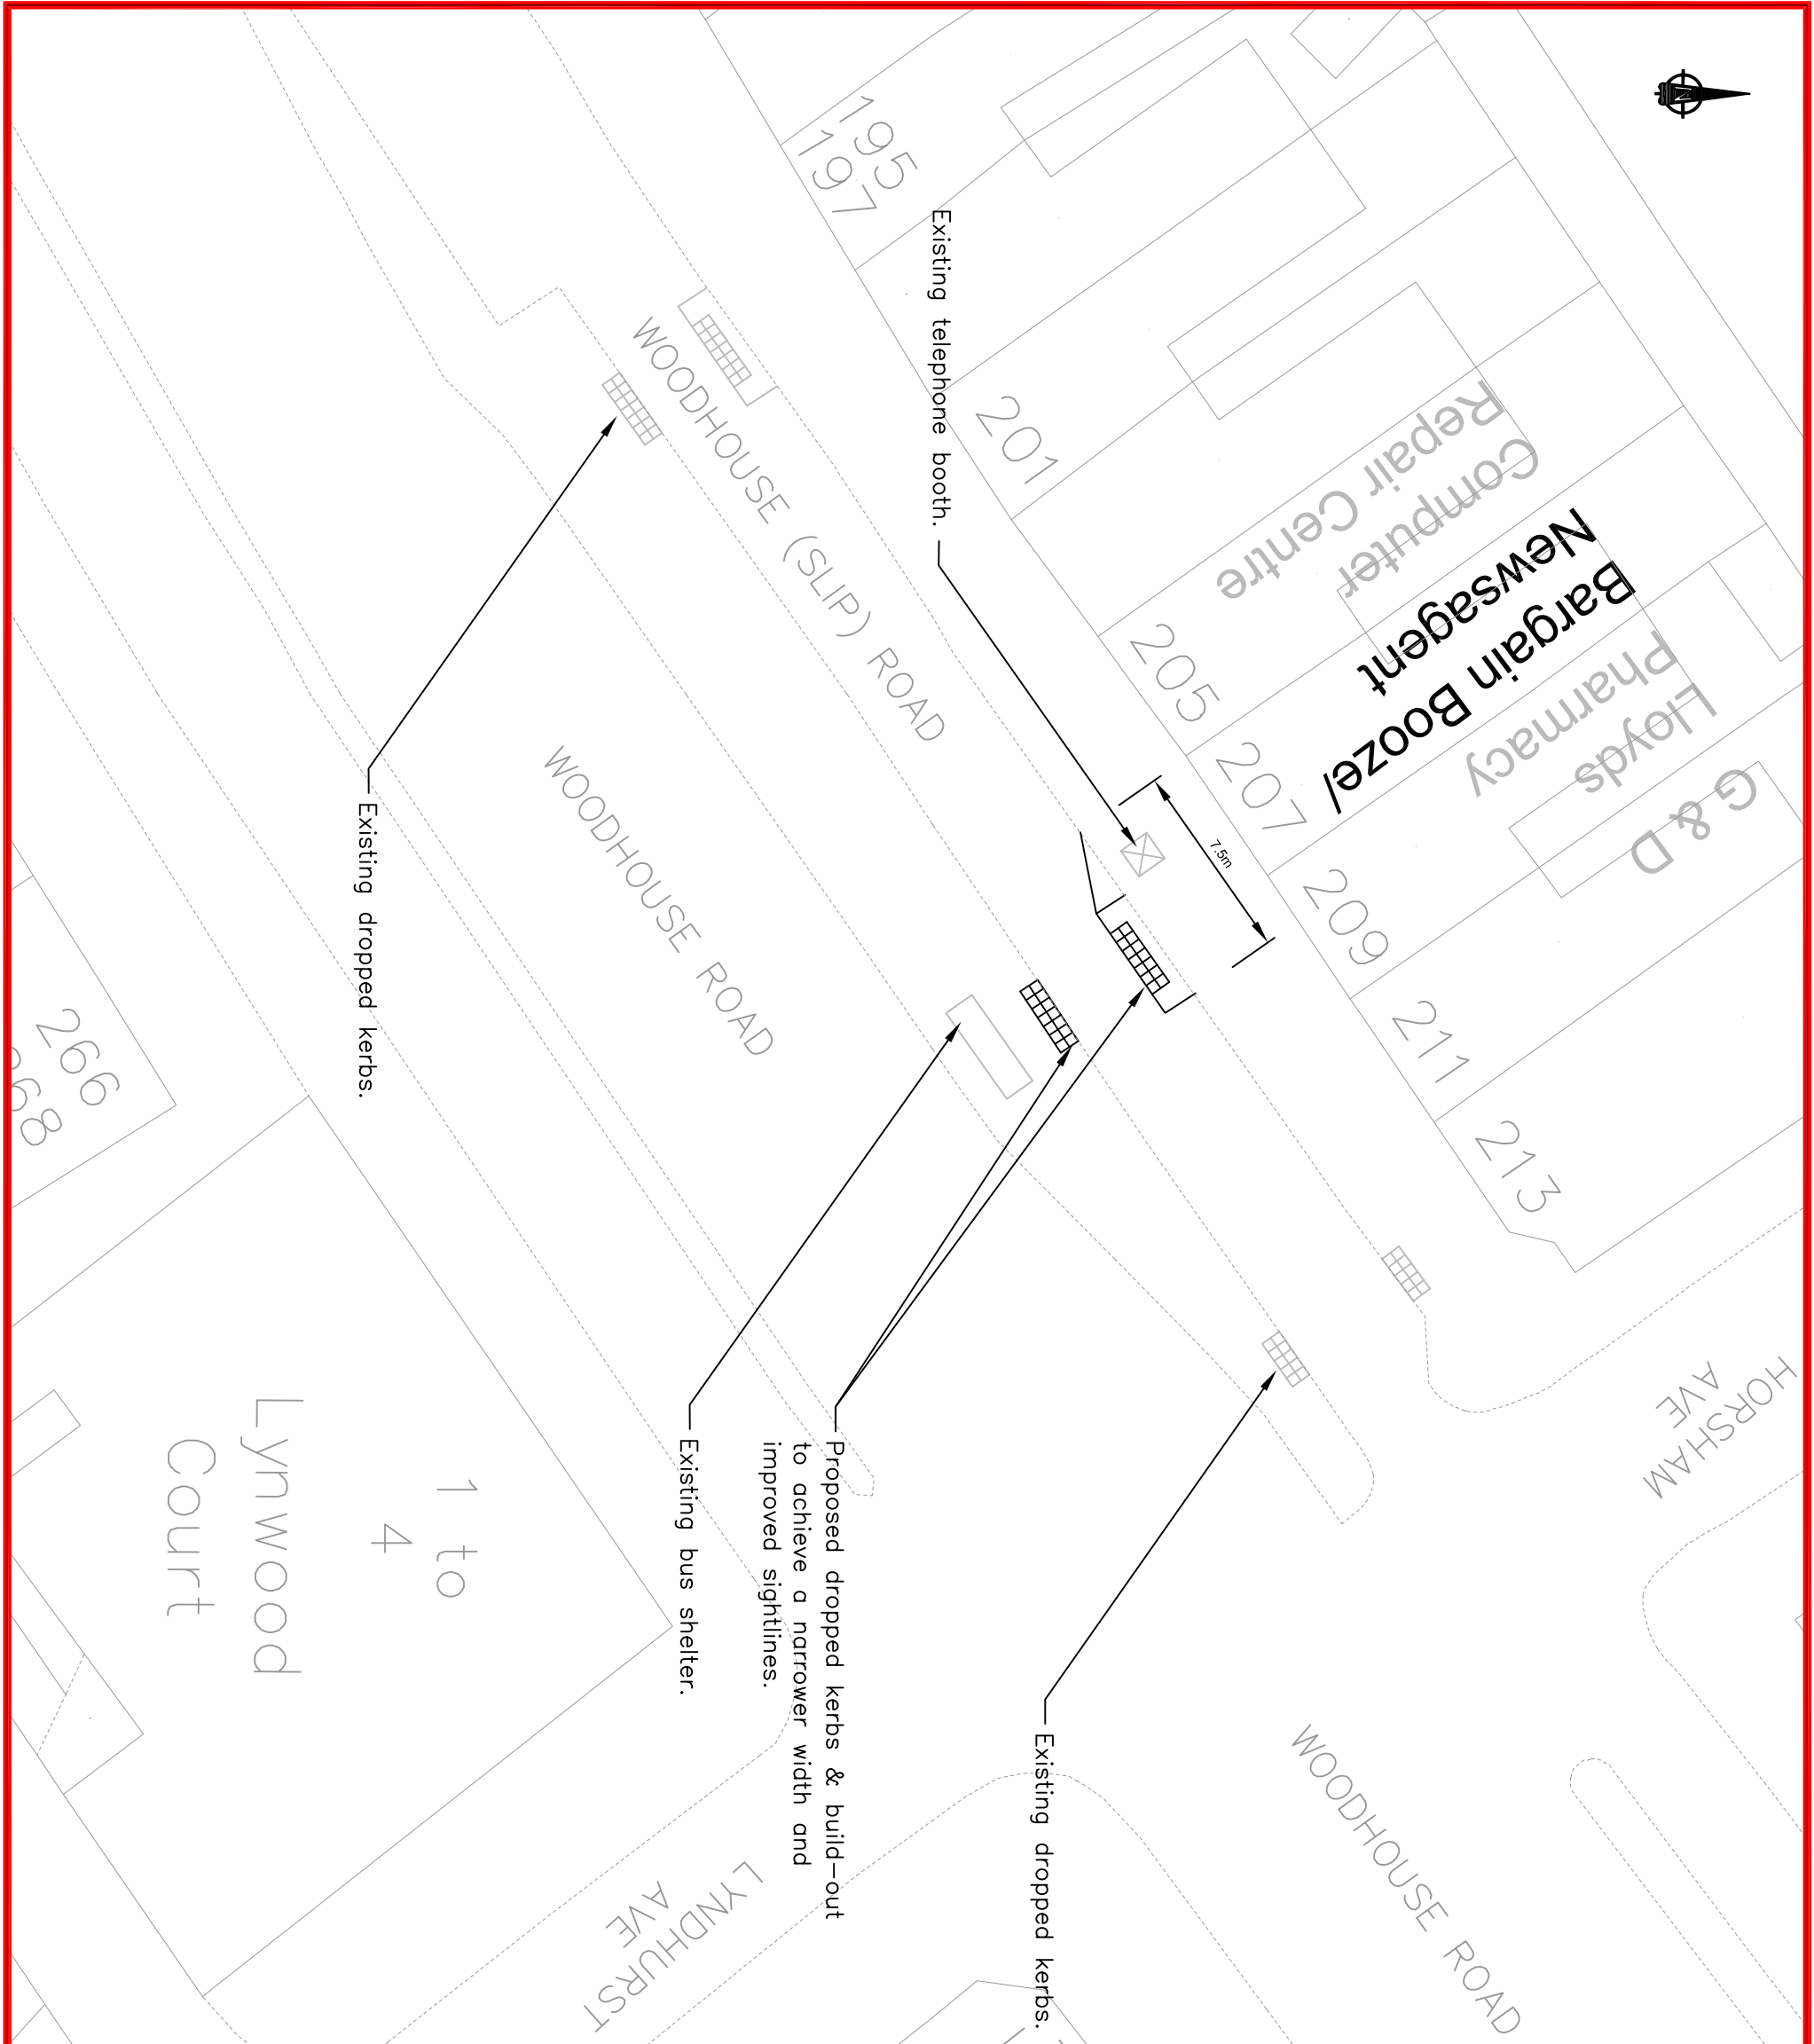 195
197
201
205
207
209
211
213
Computer
Repair Centre
Bargain Booze/
Newsagent
Lloyds
Pharmacy
G & D
Existing telephone booth.
7.5m
WOODHOUSE (SLIP) ROAD
WOODHOUSE ROAD
Existing dropped kerbs.
266
268
HORSHAM
AVE
Proposed dropped kerbs & build-out
to achieve a narrower width and
improved sightlines.
Existing bus shelter.
Existing dropped kerbs.
1 to
4
Lynwood
Court
WOODHOUSE ROAD
LYNDHURST
AVE